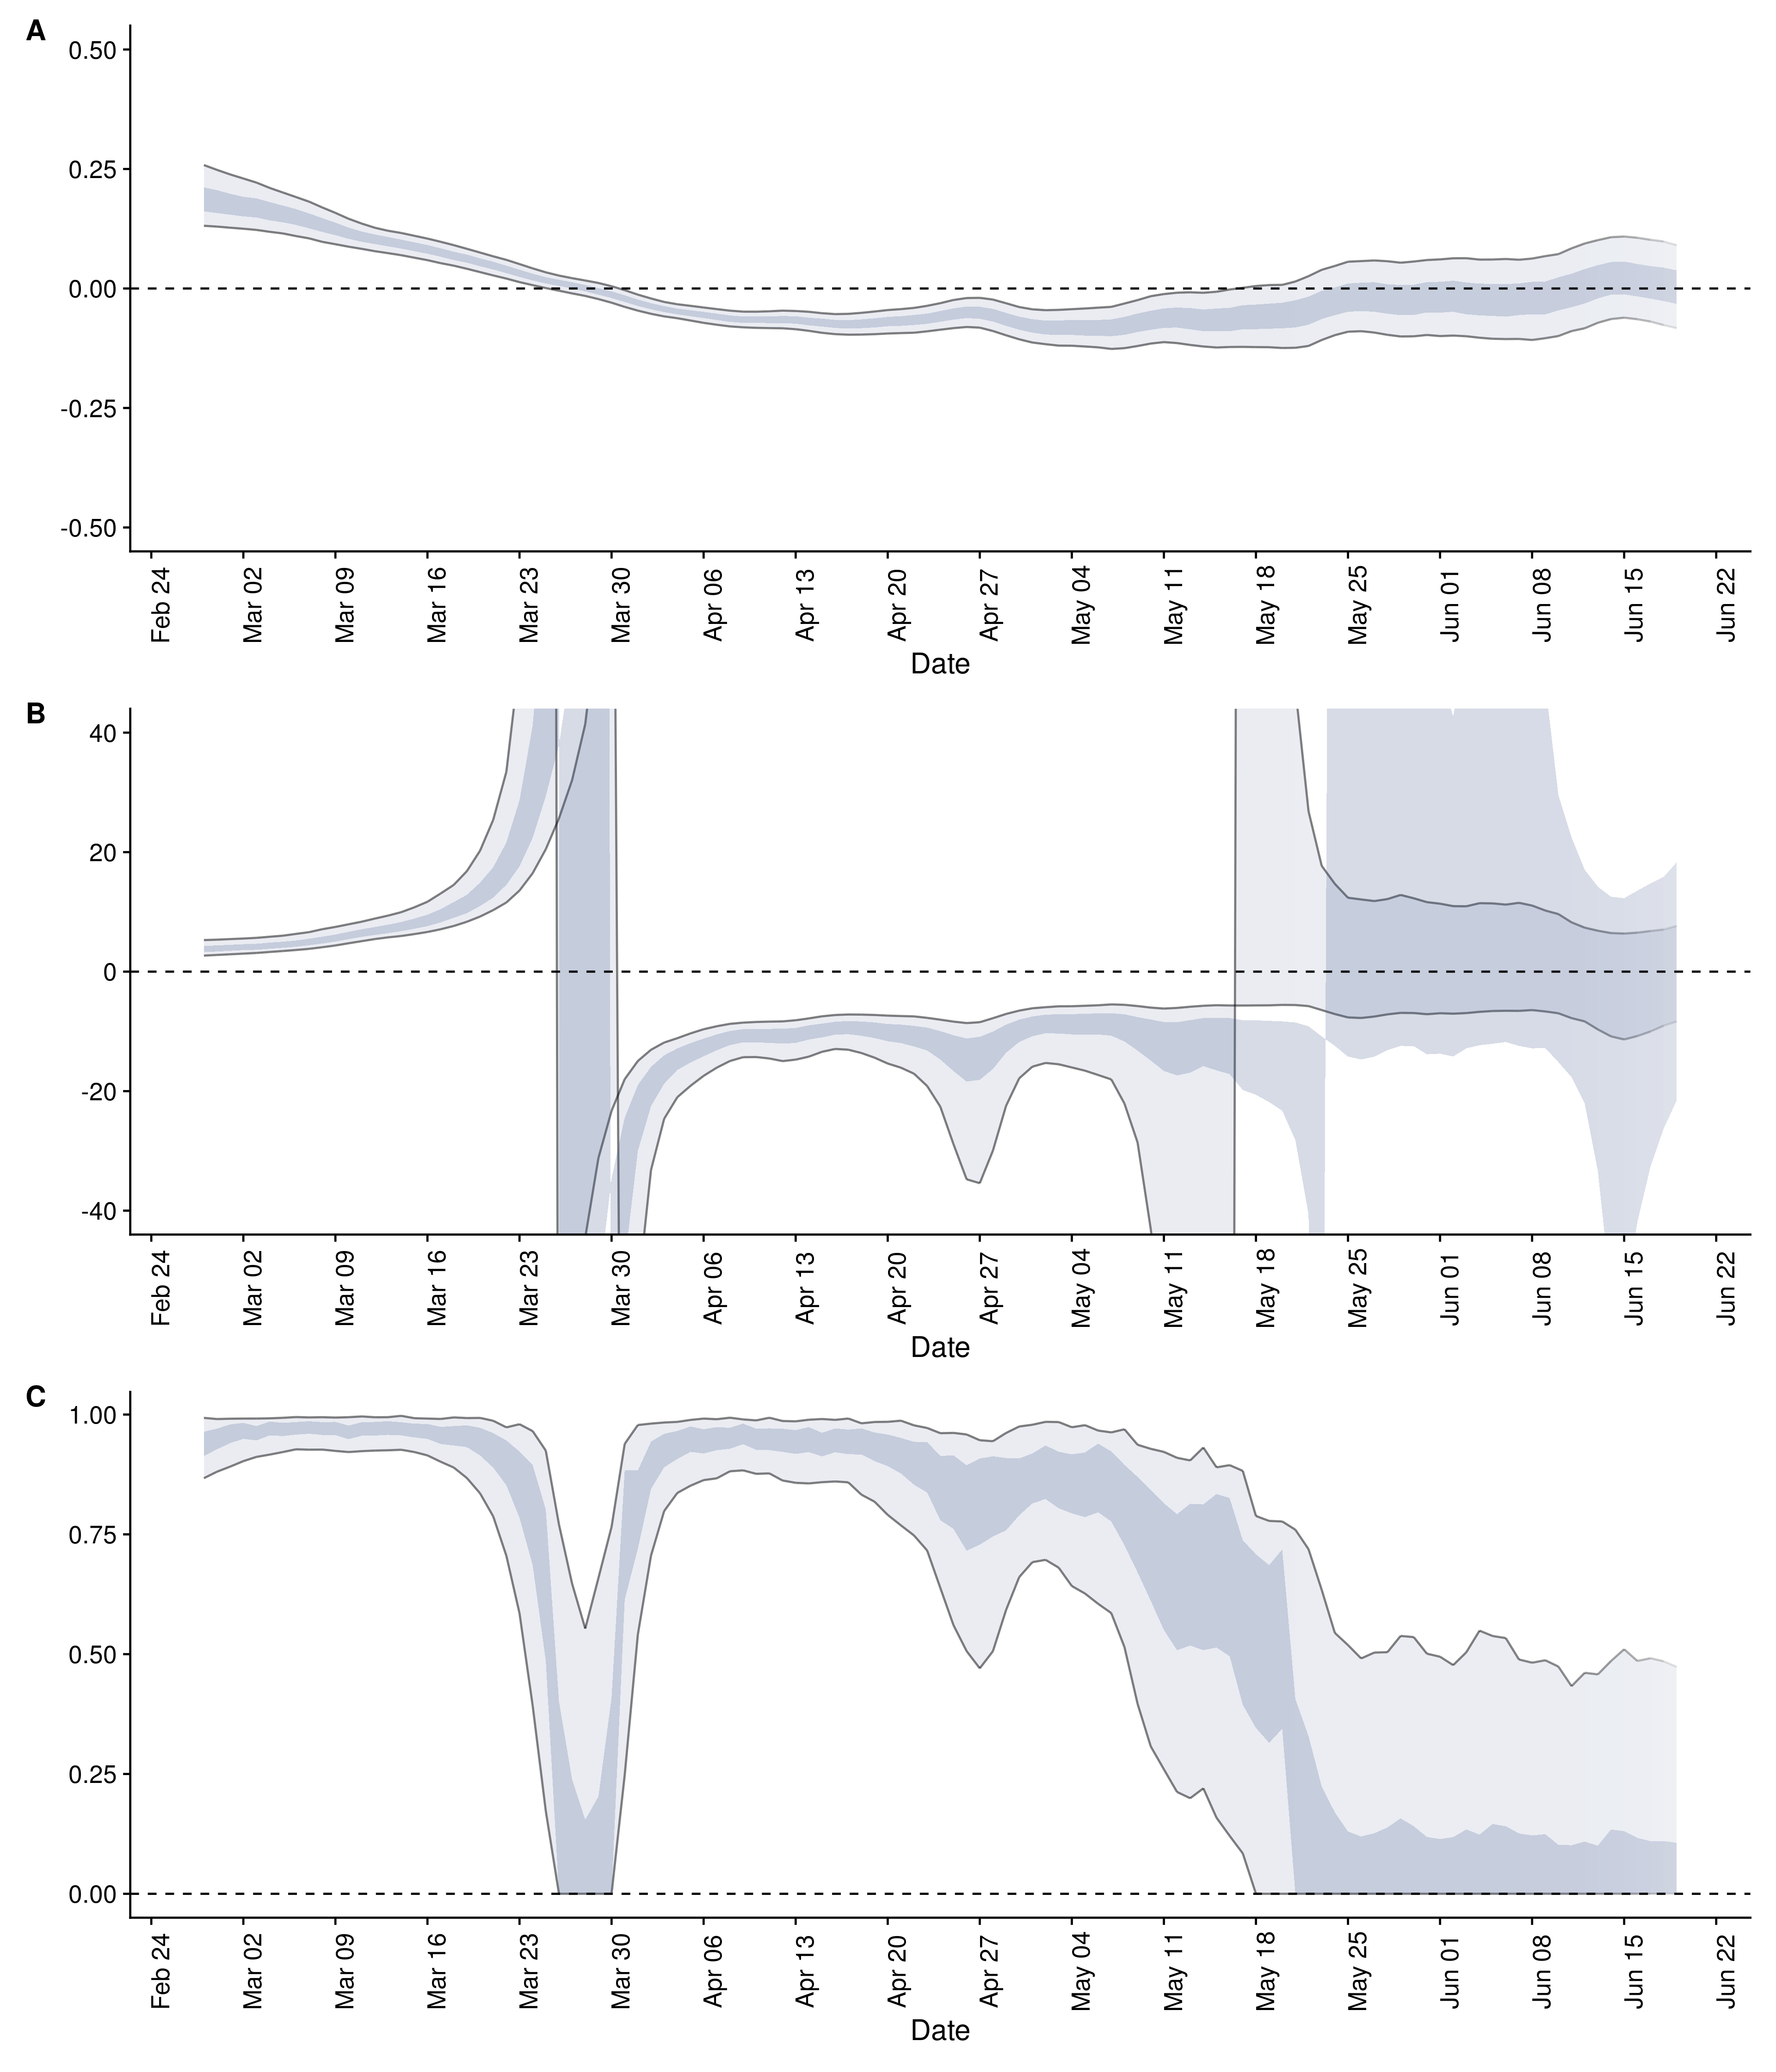 A
0.50
0.25
0.00
-0.25
-0.50
Feb 24
Mar 02
Mar 09
Mar 16
Mar 23
Mar 30
Apr 06
Apr 13
Apr 20
Apr 27
May 04
May 11
May 18
May 25
Jun 01
Jun 08
Jun 15
Jun 22
Date
B
40
20
0
-20
-40
Feb 24
Mar 02
Mar 09
Mar 16
Mar 23
Mar 30
Apr 06
Apr 13
Apr 20
Apr 27
May 04
May 11
May 18
May 25
Jun 01
Jun 08
Jun 15
Jun 22
Date
C
1.00
0.75
0.50
0.25
0.00
Feb 24
Mar 02
Mar 09
Mar 16
Mar 23
Mar 30
Apr 06
Apr 13
Apr 20
Apr 27
May 04
May 11
May 18
May 25
Jun 01
Jun 08
Jun 15
Jun 22
Date